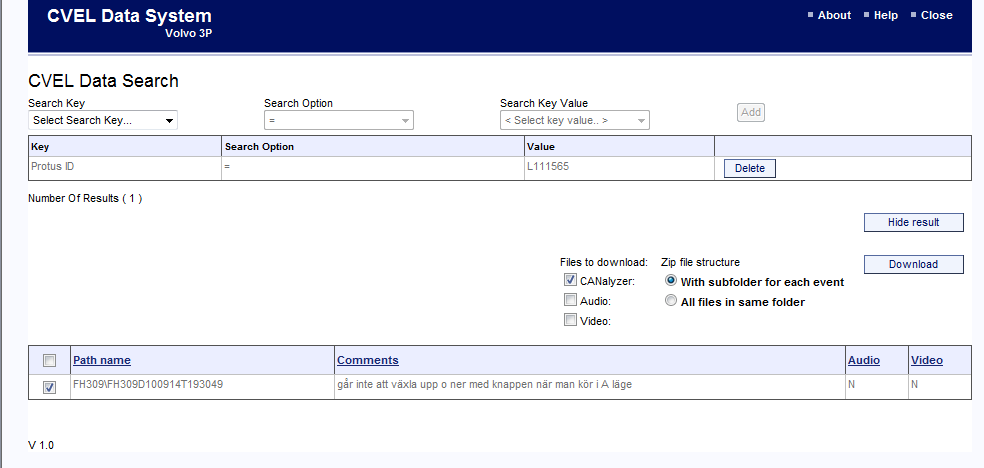 CVEL Data System
Volvo 3P
About Help Close
CVEL Data Search
Search Key Search Option Search Key Value
Select Search Key... = < Select key value.. > Add
Key Search Option Value
Protus ID = L111565 Delete
Number Of Results ( 1 )
Hide result
Files to download: Zip file structure Download
CANalyzer: With subfolder for each event
Audio: All files in same folder
Video:
Path name Comments Audio Video
FH309\FH309D100914T193049 går inte att växla upp o ner med knappen när man kör i A läge N N
V 1.0